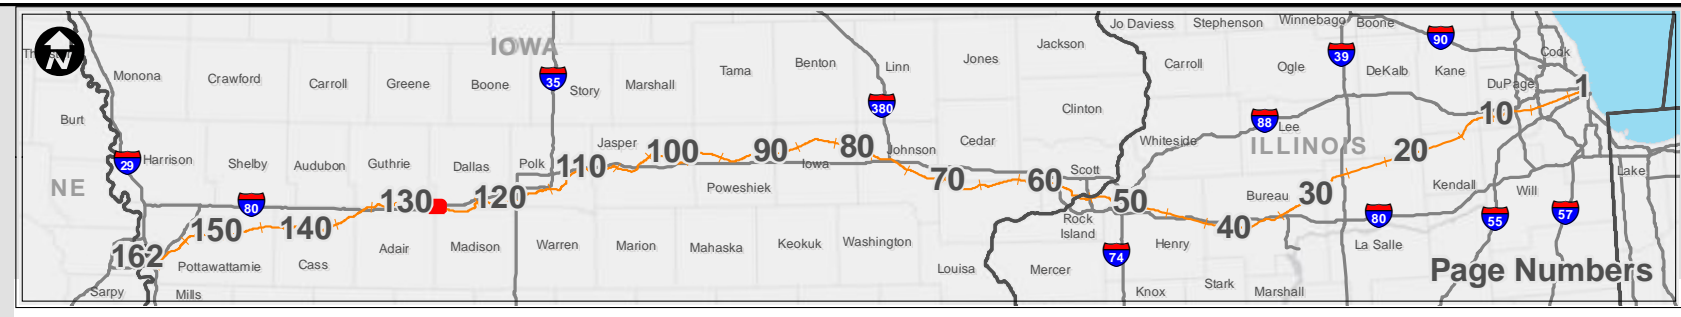 Jo Daviess
Stephenson
Winnebago
Boone
IOWA
N
Monona
Crawford
Carroll
Greene
Boone
35
Story
Marshall
Tama
Benton
Linn
Jones
Jackson
Carroll
Ogle
39
DeKalb
90
Kane
Cook
DuPage
1
Burt
380
Clinton
Whiteside
88
Lee
10
ILLINOIS
20
29
Harrison
Shelby
Audubon
Guthrie
Dallas
Polk
Jasper
110
100
90
80
Iowa
Johnson
Cedar
Scott
NE
80
130
120
Poweshiek
70
60
50
Bureau
30
Kendall
Will
Lake
162
150
140
Adair
Madison
Warren
Marion
Mahaska
Keokuk
Washington
Rock
Island
Henry
40
80
La Salle
55
57
Pottawattamie
Cass
Louisa
Mercer
74
Stark
Page Numbers
Sarpy
Mills
Knox
Marshall